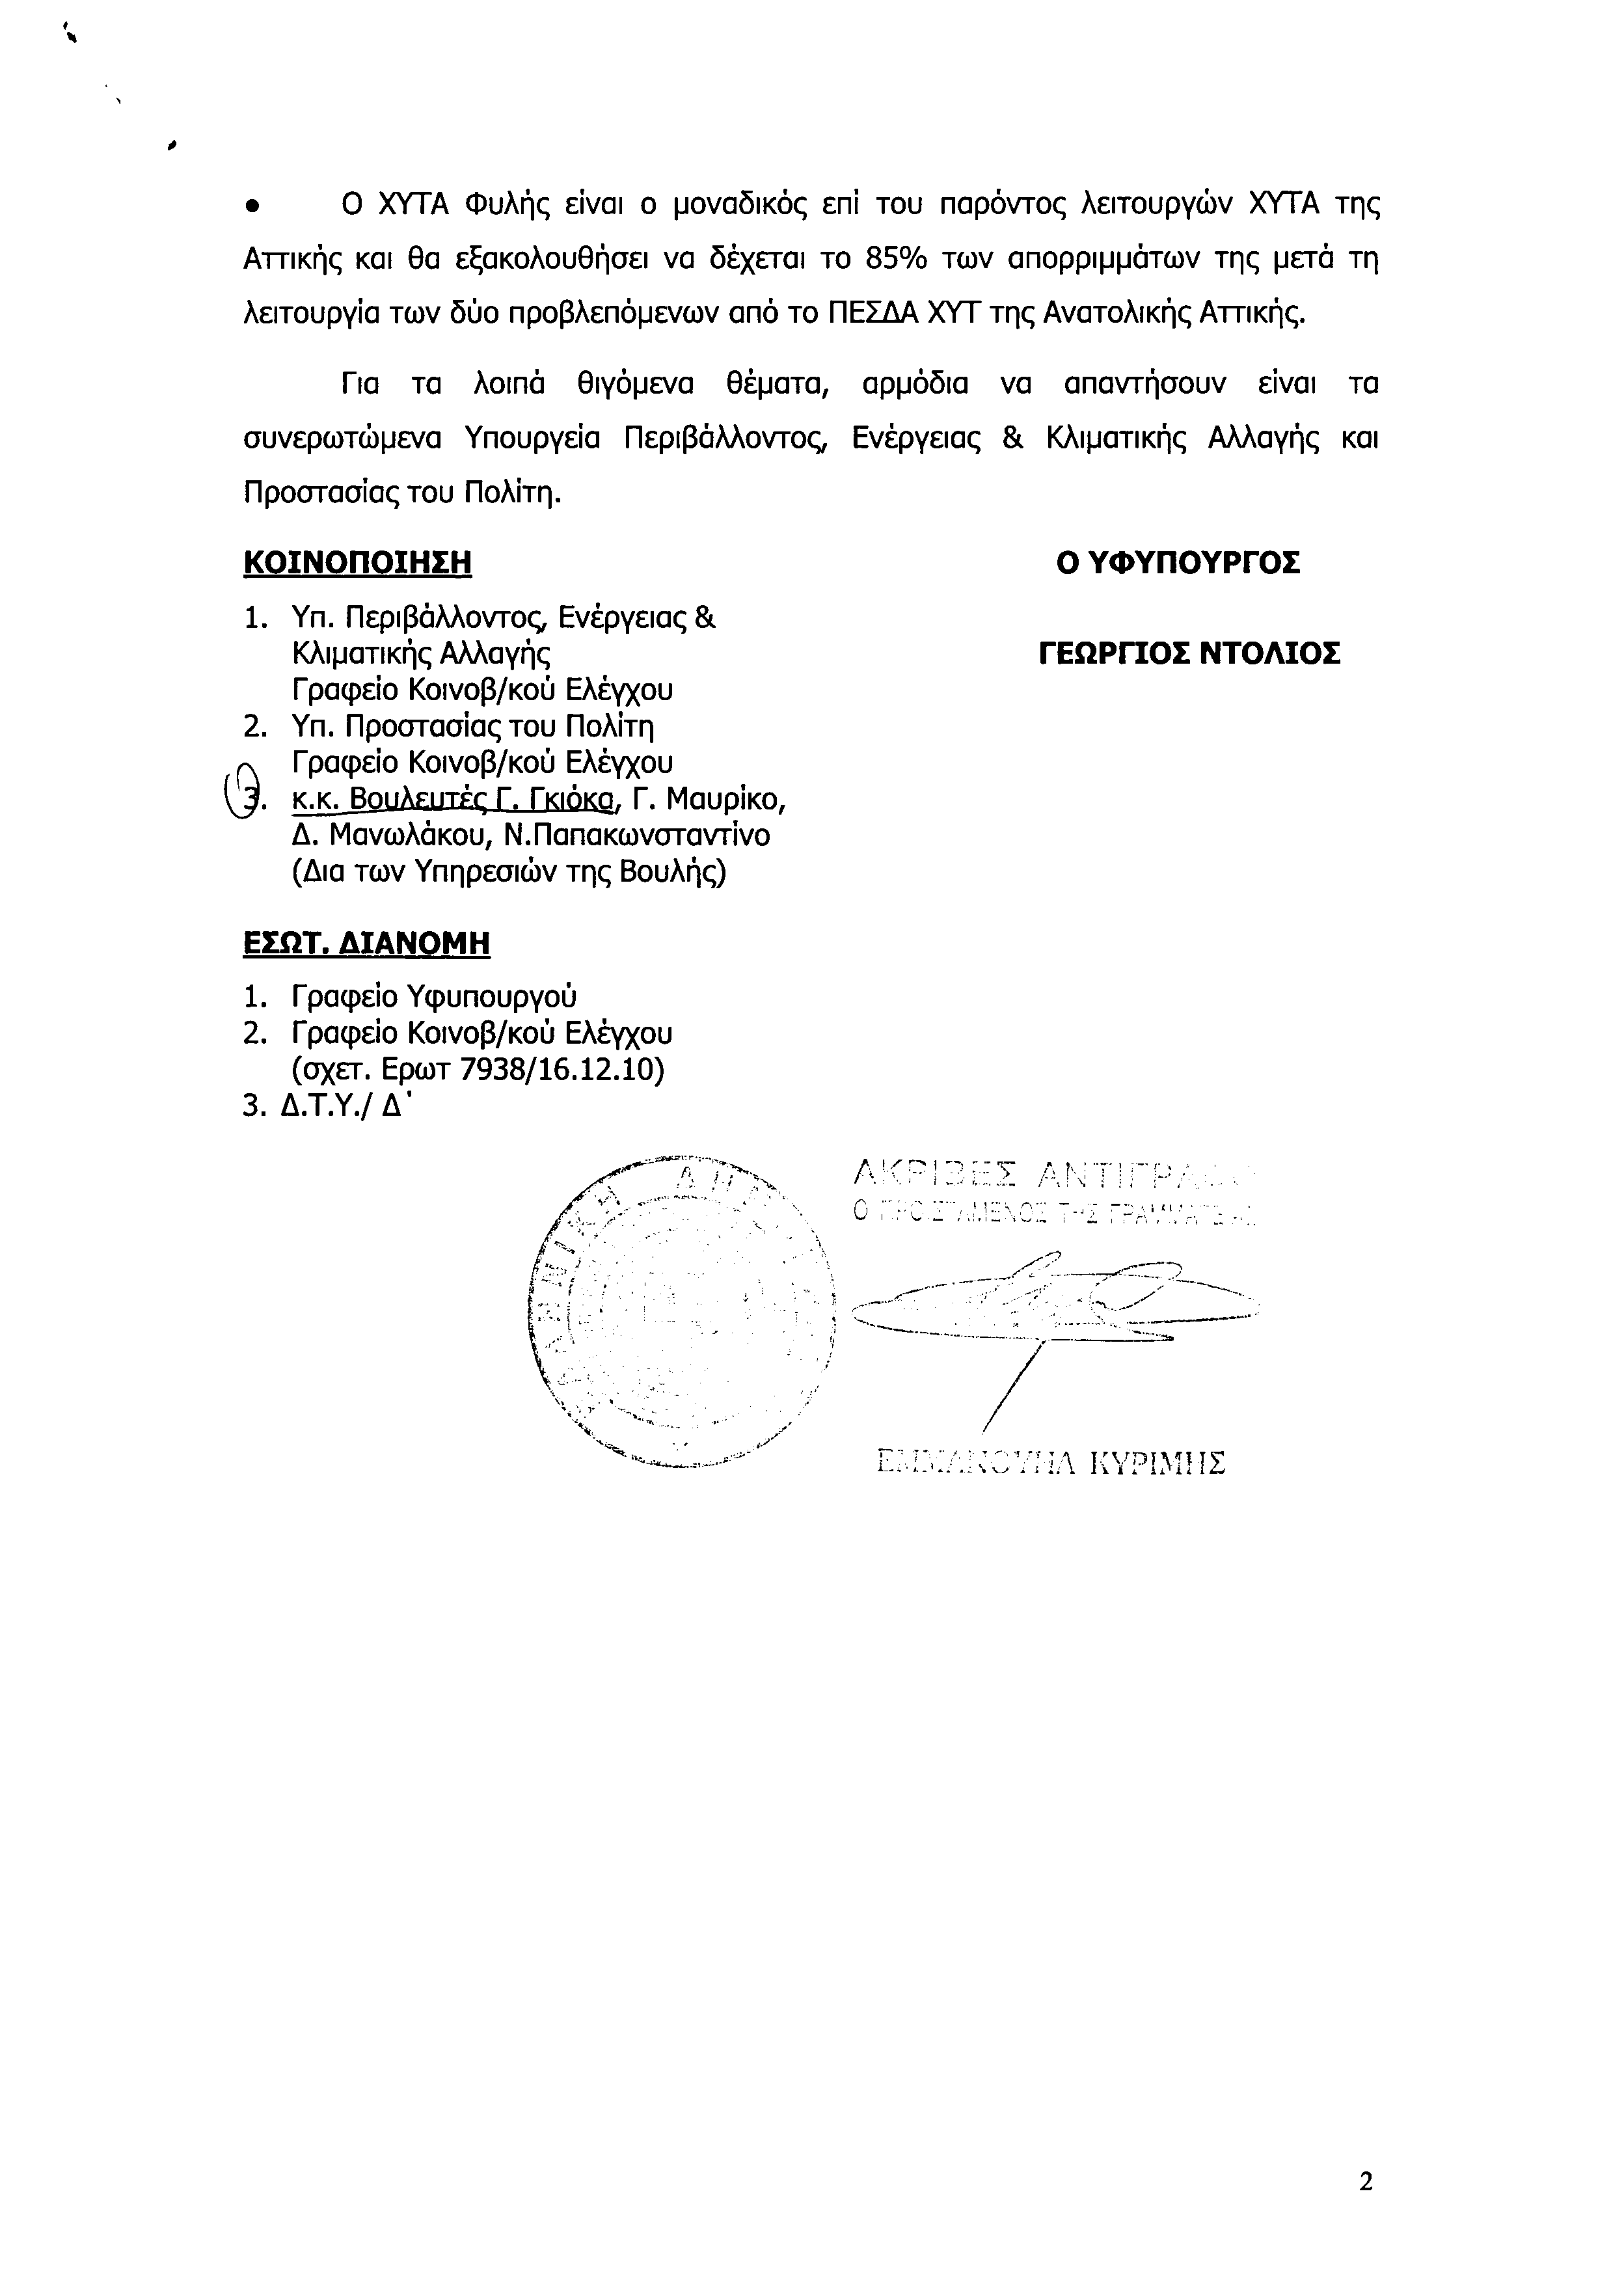 • Ο ΧΥΤΑ Φυλής είναι ο μοναδικός επί του παρόντος λειτουργών ΧΥΤΑ της
Αττικής και θα εξακολουθήσει να δέχεται το 85% των απορριμμάτων της μετά τη
λειτουργία των δύο προβλεπόμενων από το ΠΕΣΔΑ ΧΥΤ της Ανατολικής Αττικής.
Για τα λοιπά θιγόμενα θέματα, αρμόδια να απαντήσουν είναι τα
συνερωτώμενα Υπουργεία Περιβάλλοντος, Ενέργειας & Κλιματικής Αλλαγής και
Προστασίας του Πολίτη.
ΚΟΙΝΟΠΟΙΗΣΗ
1. Υπ. Περιβάλλοντος, Ενέργειας &
Κλιματικής Αλλαγής
Γραφείο Κοινοβ/κού Ελέγχου
2. Υπ. Προστασίας του Πολίτη
Γραφείο Κοινοβ/κού Ελέγχου
3. κ.κ. Βουλευτές Γ. Γκιόκα, Γ. Μαυρίκο,
Δ. Μανωλάκου, Ν.Παπακωνσταντίνο
(Δια των Υπηρεσιών της Βουλής)
Ο ΥΦΥΠΟΥΡΓΟΣ
ΓΕΩΡΓΙΟΣ ΝΤΟΛΙΟΣ
ΕΣΩΤ. ΔΙΑΝΟΜΗ
1. Γραφείο Υφυπουργού
2. Γραφείο Κοινοβ/κού Ελέγχου
(σχετ. Ερωτ 7938/16.12.10)
3. Δ.Τ.Υ./ Δ'
ΑΚΡΙΒΕΣ ΑΝΤΙΓΡΑΦΟ
Ο ΠΡΟΪΣΤΑΜΕΝΟΣ ΤΗΣ ΓΡΑΜΜΑΤΕΙΑΣ
ΕΜΜΑΝΟΥΗΛ ΚΥΡΙΜΗΣ
2